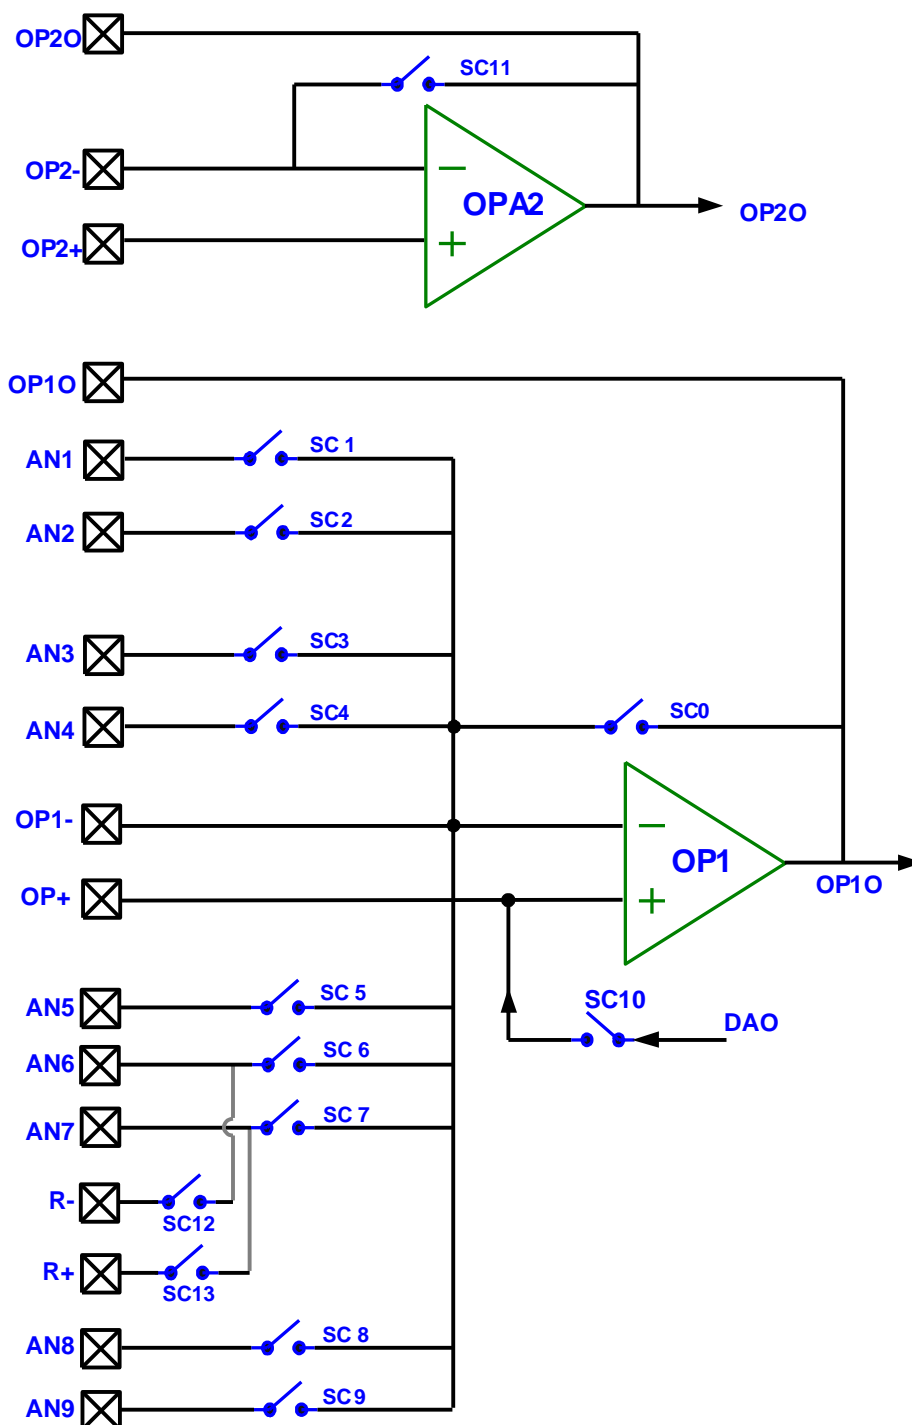 OP2O
SC11
OP2-
OPA2
OP2O
OP2+
OP1O
AN1
SC 1
AN2
SC2
AN3
SC3
AN4
SC4
SC0
OP1-
OP1
OP1O
OP+
AN5
SC 5
SC10
DAO
AN6
SC 6
AN7
SC 7
R-
SC12
R+
SC13
AN8
SC 8
AN9
SC9